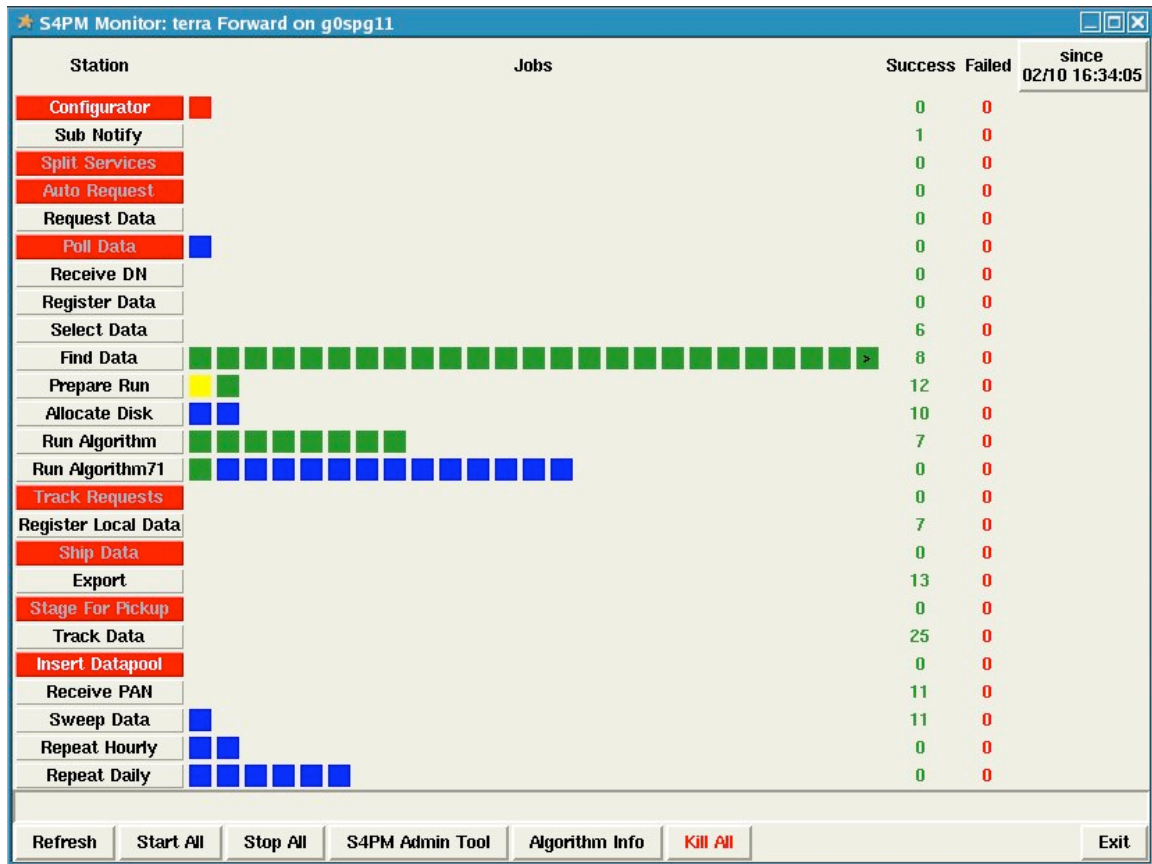 S4PM Monitor: terra Forward on g0spg11
Station Jobs Success Failed since
02/10 16:34:05
Configurator 0 0
Sub Notify 1 0
Split Services 0 0
Auto Request 0 0
Request Data 0 0
Poll Data 0 0
Receive DN 0 0
Register Data 0 0
Select Data 6 0
Find Data > 8 0
Prepare Run 12 0
Allocate Disk 10 0
Run Algorithm 7 0
Run Algorithm71 0 0
Track Requests 0 0
Register Local Data 7 0
Ship Data 0 0
Export 13 0
Stage For Pickup 0 0
Track Data 25 0
Insert Datapool 0 0
Receive PAN 11 0
Sweep Data 11 0
Repeat Hourly 0 0
Repeat Daily 0 0
Refresh Start All Stop All S4PM Admin Tool Algorithm Info Kill All Exit